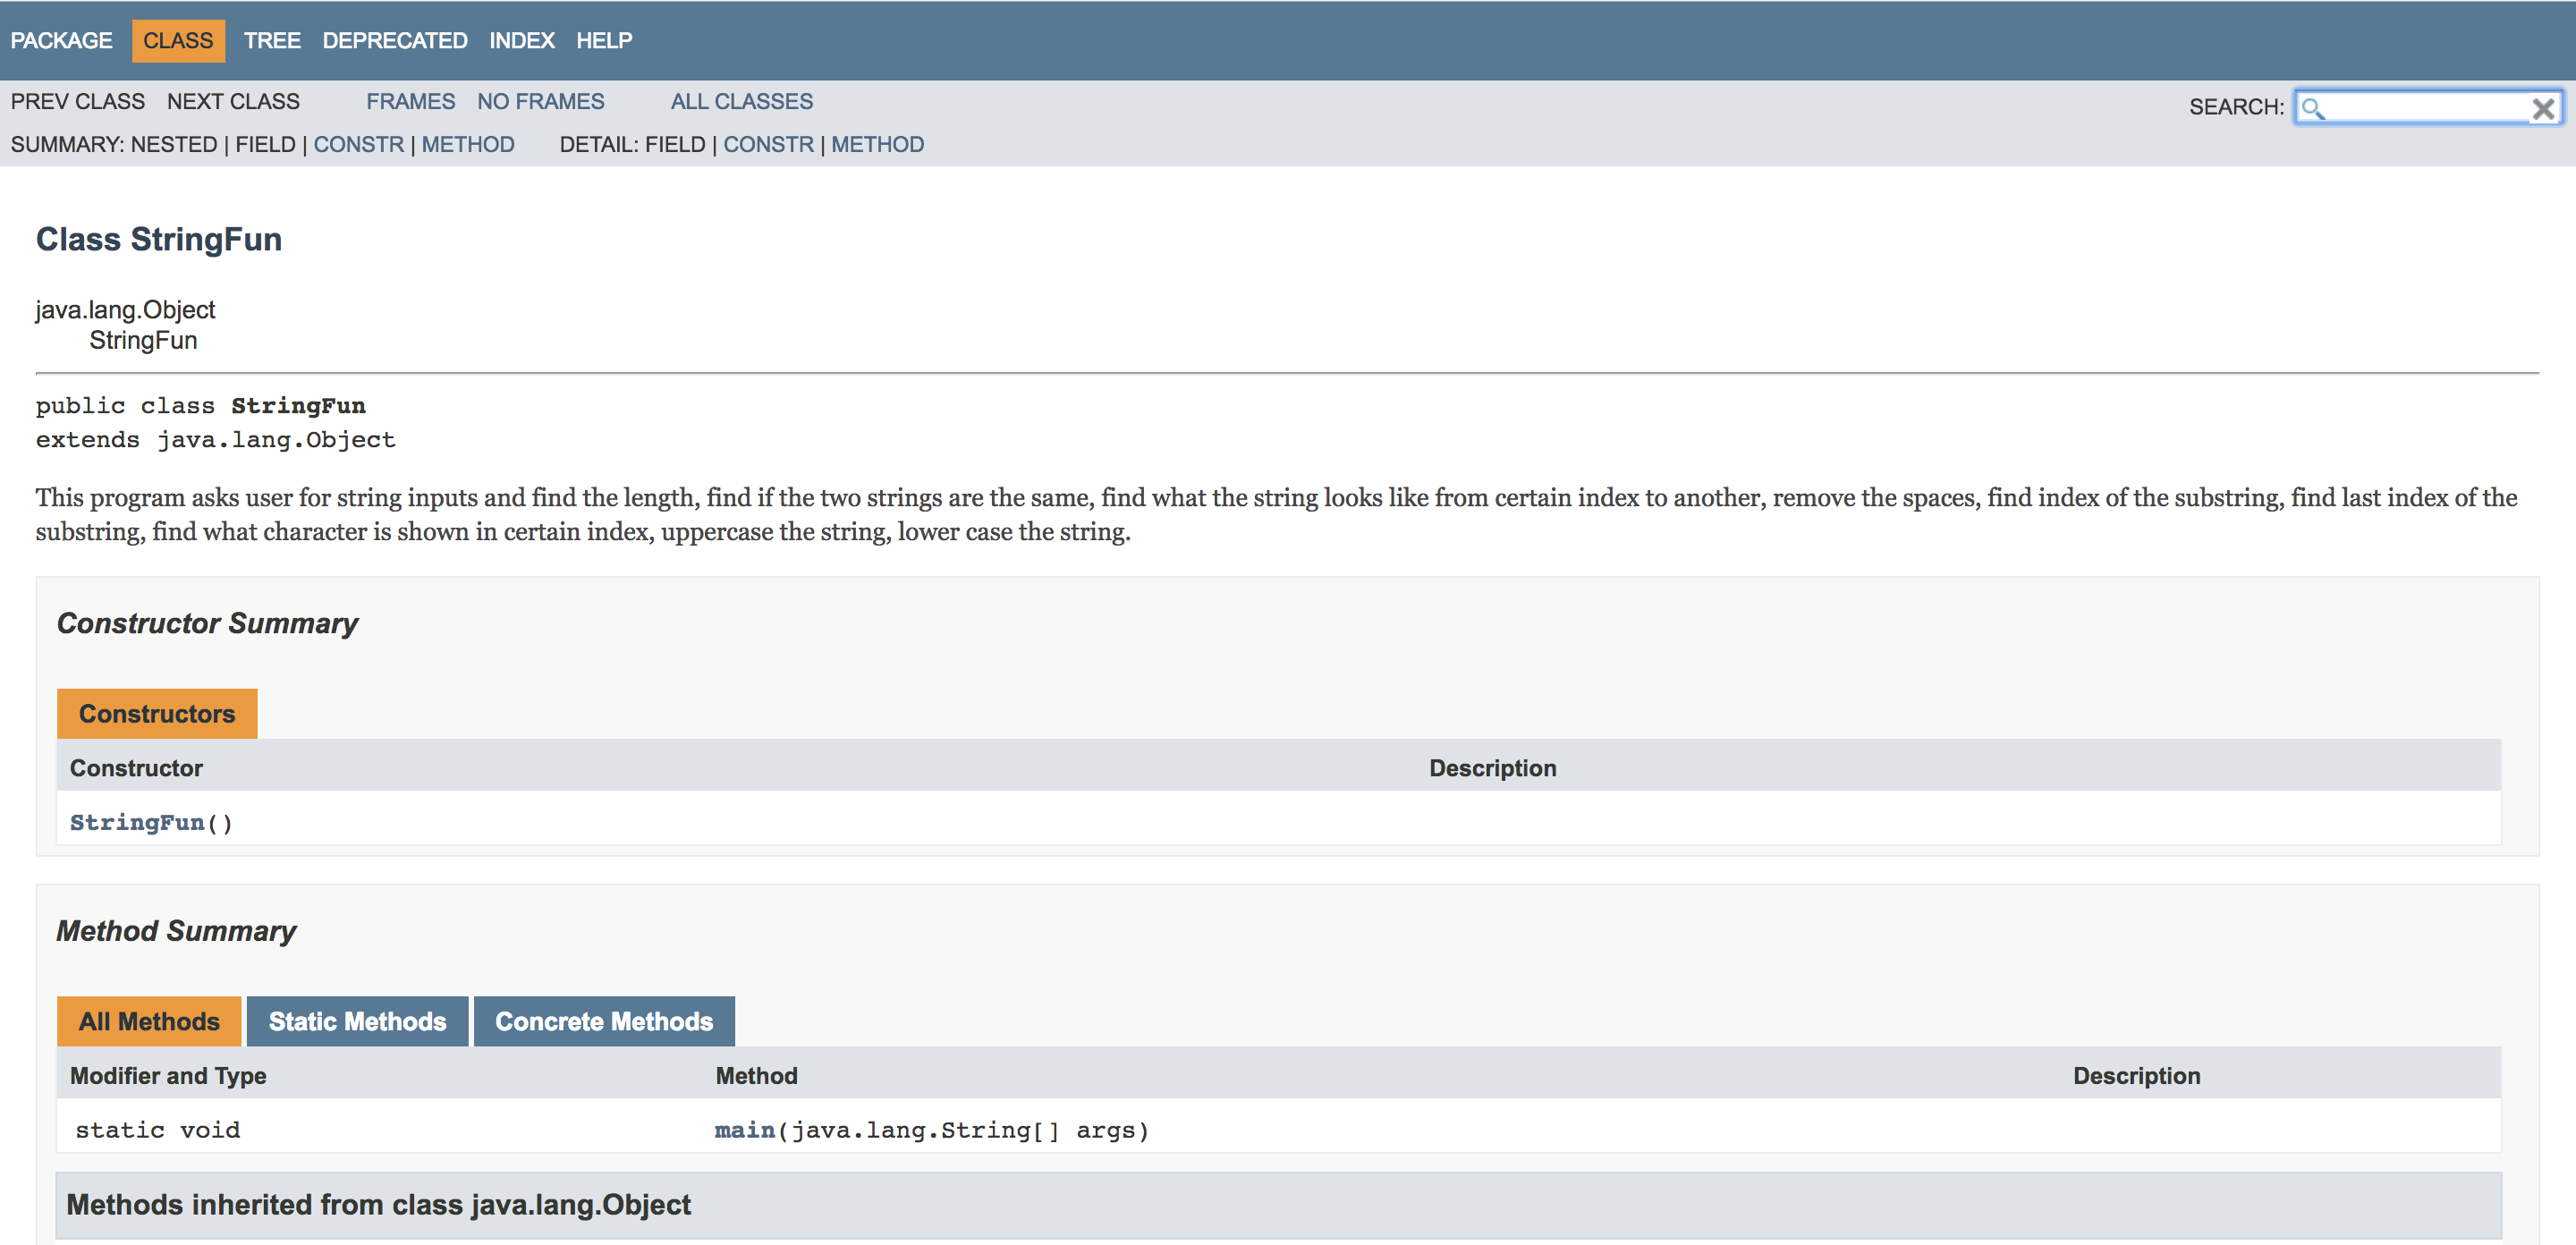 PACKAGE CLASS TREE DEPRECATED INDEX HELP
PREV CLASS NEXT CLASS FRAMES NO FRAMES ALL CLASSES SEARCH:
SUMMARY: NESTED | FIELD | CONSTR | METHOD DETAIL: FIELD | CONSTR | METHOD
Class StringFun
java.lang.Object
StringFun
public class StringFun
extends java.lang.Object
This program asks user for string inputs and find the length, find if the two strings are the same, find what the string looks like from certain index to another, remove the spaces, find index of the substring, find last index of the
substring, find what character is shown in certain index, uppercase the string, lower case the string.
Constructor Summary
Constructors
Constructor Description
StringFun()
Method Summary
All Methods Static Methods Concrete Methods
Modifier and Type Method Description
static void main(java.lang.String[] args)
Methods inherited from class java.lang.Object